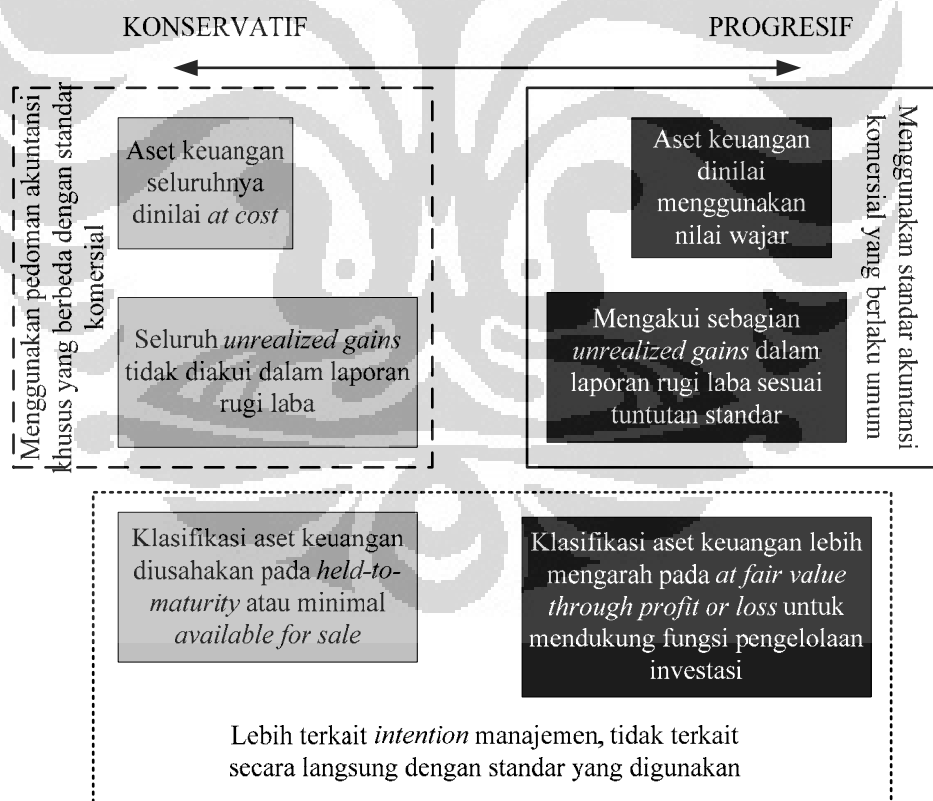 KONSERVATIF
PROGRESIF
Menggunakan pedoman akuntansi
khusus yang berbeda dengan standar
komersial
Aset keuangan
seluruhnya
dinilai at cost
Seluruh unrealized gains
tidak diakui dalam laporan
rugi laba
Aset keuangan
dinilai
menggunakan
nilai wajar
Mengakui sebagian
unrealized gains dalam
laporan rugi laba sesuai
tuntutan standar
Menggunakan standar akuntansi
komersial yang berlaku umum
Klasifikasi aset keuangan
diusahakan pada held-to-
maturity atau minimal
available for sale
Klasifikasi aset keuangan lebih
mengarah pada at fair value
through profit or loss untuk
mendukung fungsi pengelolaan
investasi
Lebih terkait intention manajemen, tidak terkait
secara langsung dengan standar yang digunakan